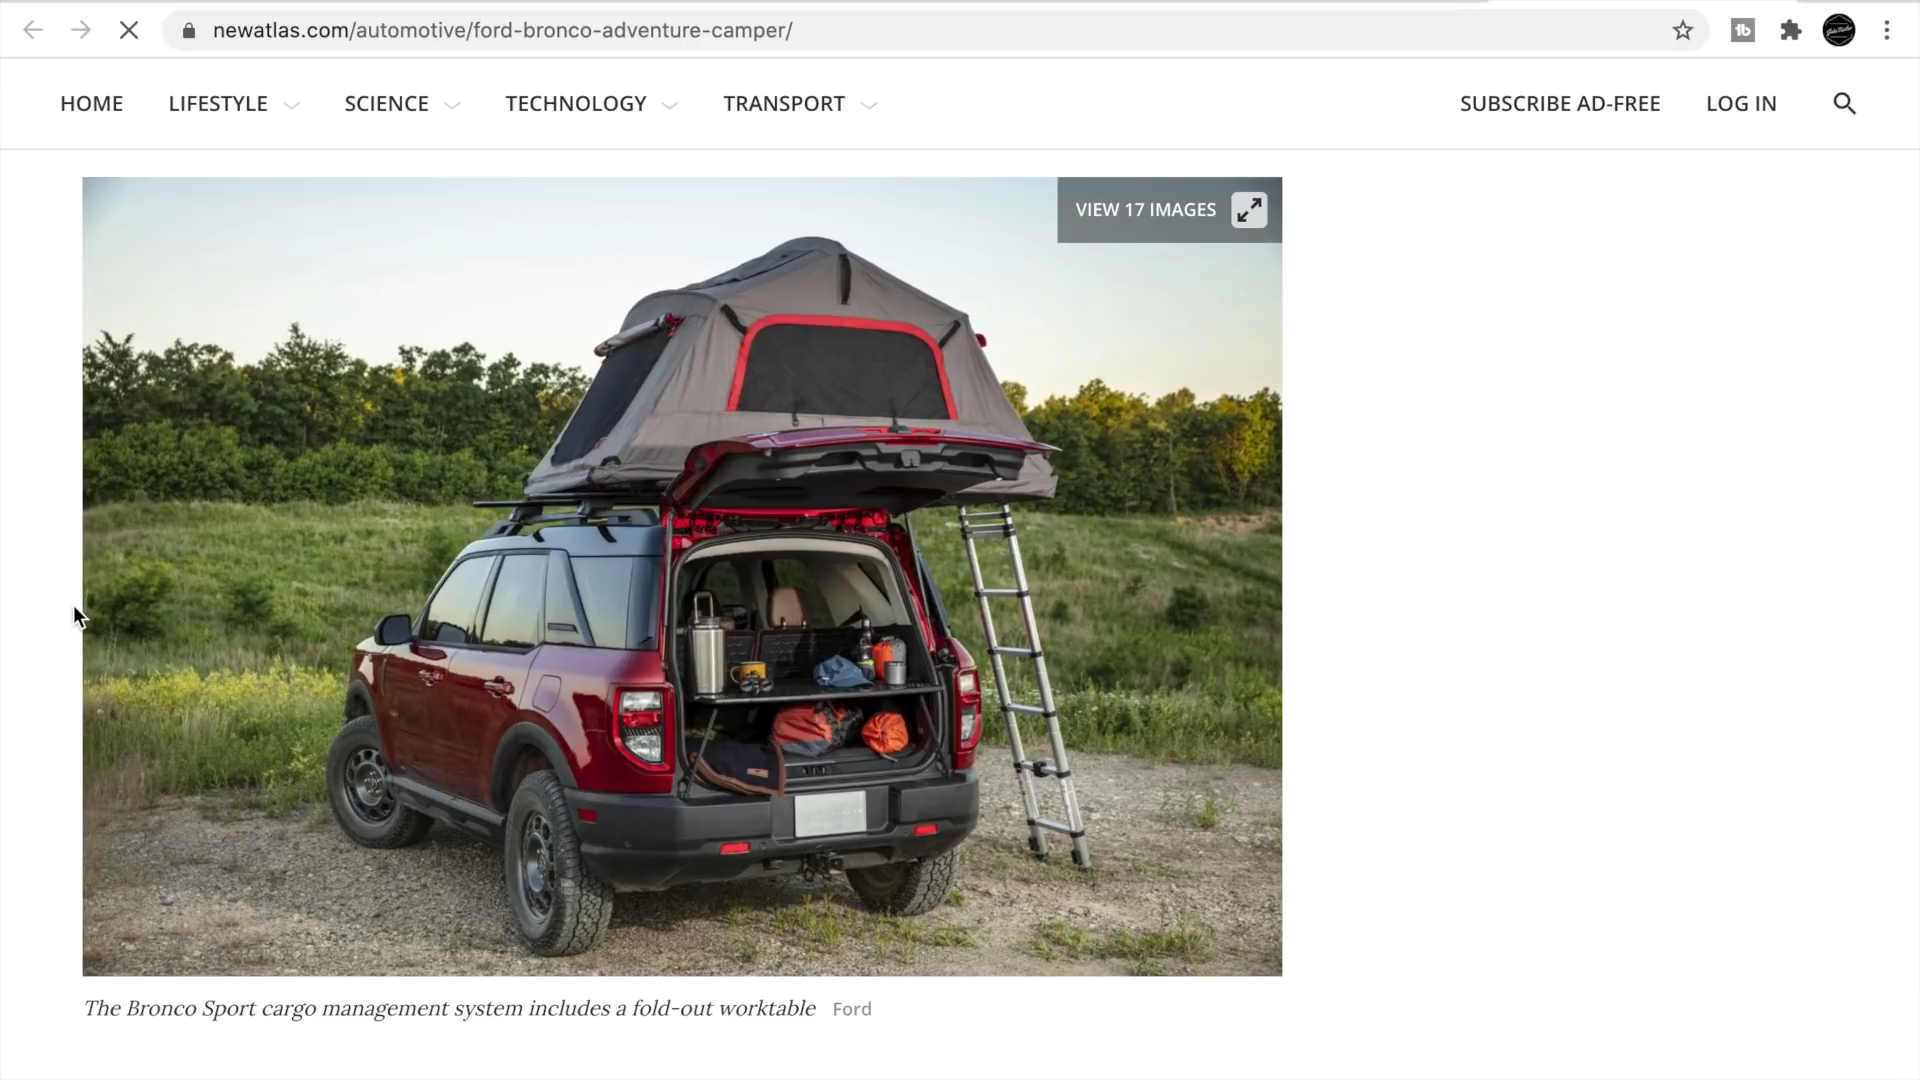 newatlas.com/automotive/ford-bronco-adventure-camper/
1b
HOME LIFESTYLE SCIENCE TECHNOLOGY TRANSPORT SUBSCRIBE AD-FREE LOG IN
VIEW 17 IMAGES
The Bronco Sport cargo management system includes a fold-out worktable Ford